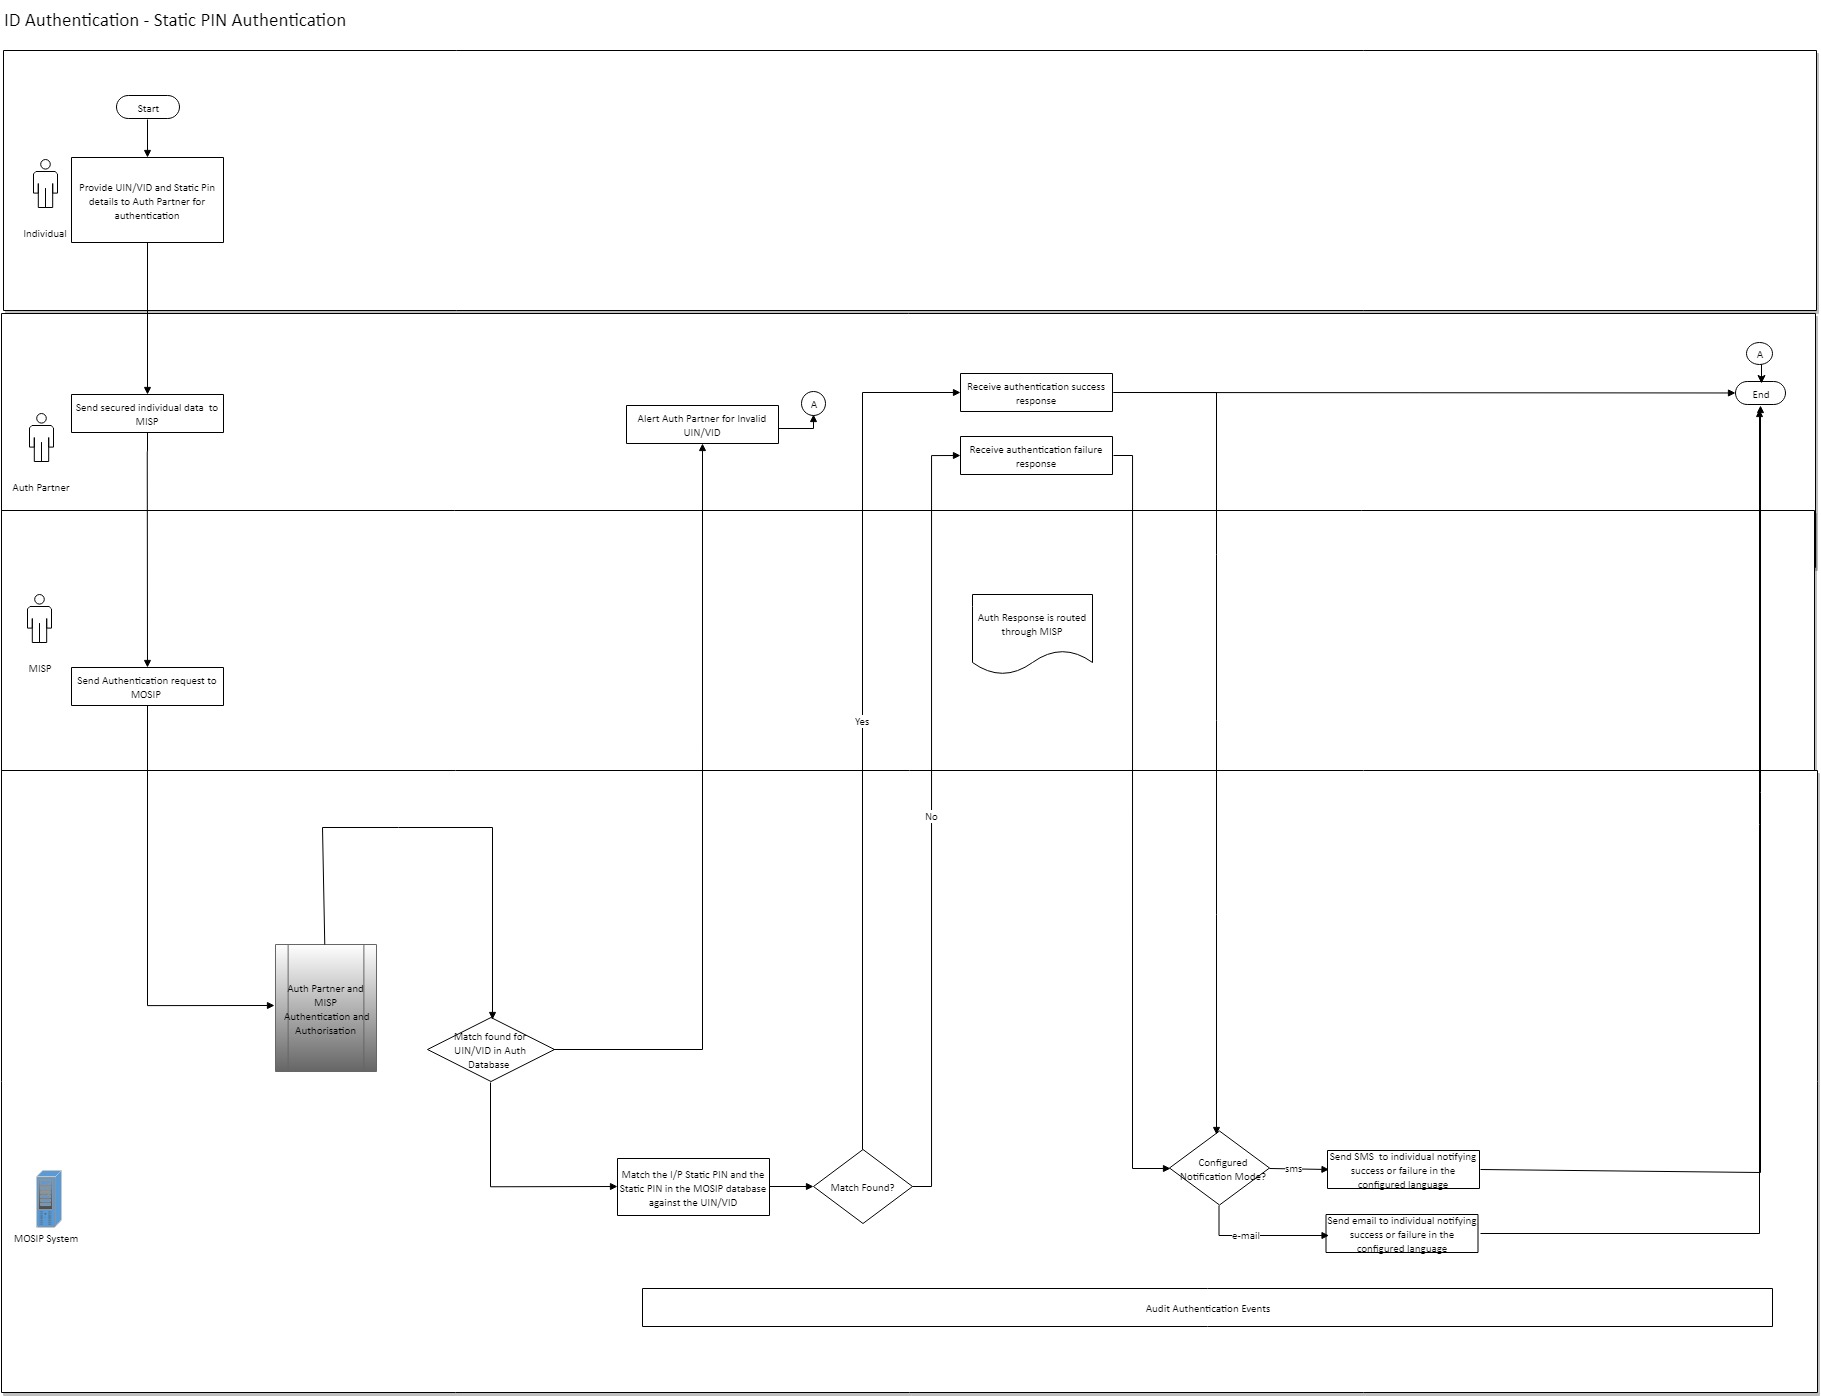 ID Authentication - Static PIN Authentication
Start
Provide UIN/VID and Static Pin
details to Auth Partner for
authentication
Individual
A
End
Receive authentication success
response
Send secured individual data  to
MISP
A
Alert Auth Partner for Invalid
UIN/VID
Receive authentication failure
response
Auth Partner
Auth Response is routed
through MISP
MISP
Send Authentication request to
MOSIP
Yes
No
Auth Partner and
MISP
Authentication and
Authorisation
Match found for
UIN/VID in Auth
Database
Match the I/P Static PIN and the
Static PIN in the MOSIP database
against the UIN/VID
Match Found?
Configured
Notification Mode?
sms
Send SMS  to individual notifying
success or failure in the
configured language
e-mail
Send email to individual notifying
success or failure in the
configured language
MOSIP System
Audit Authentication Events